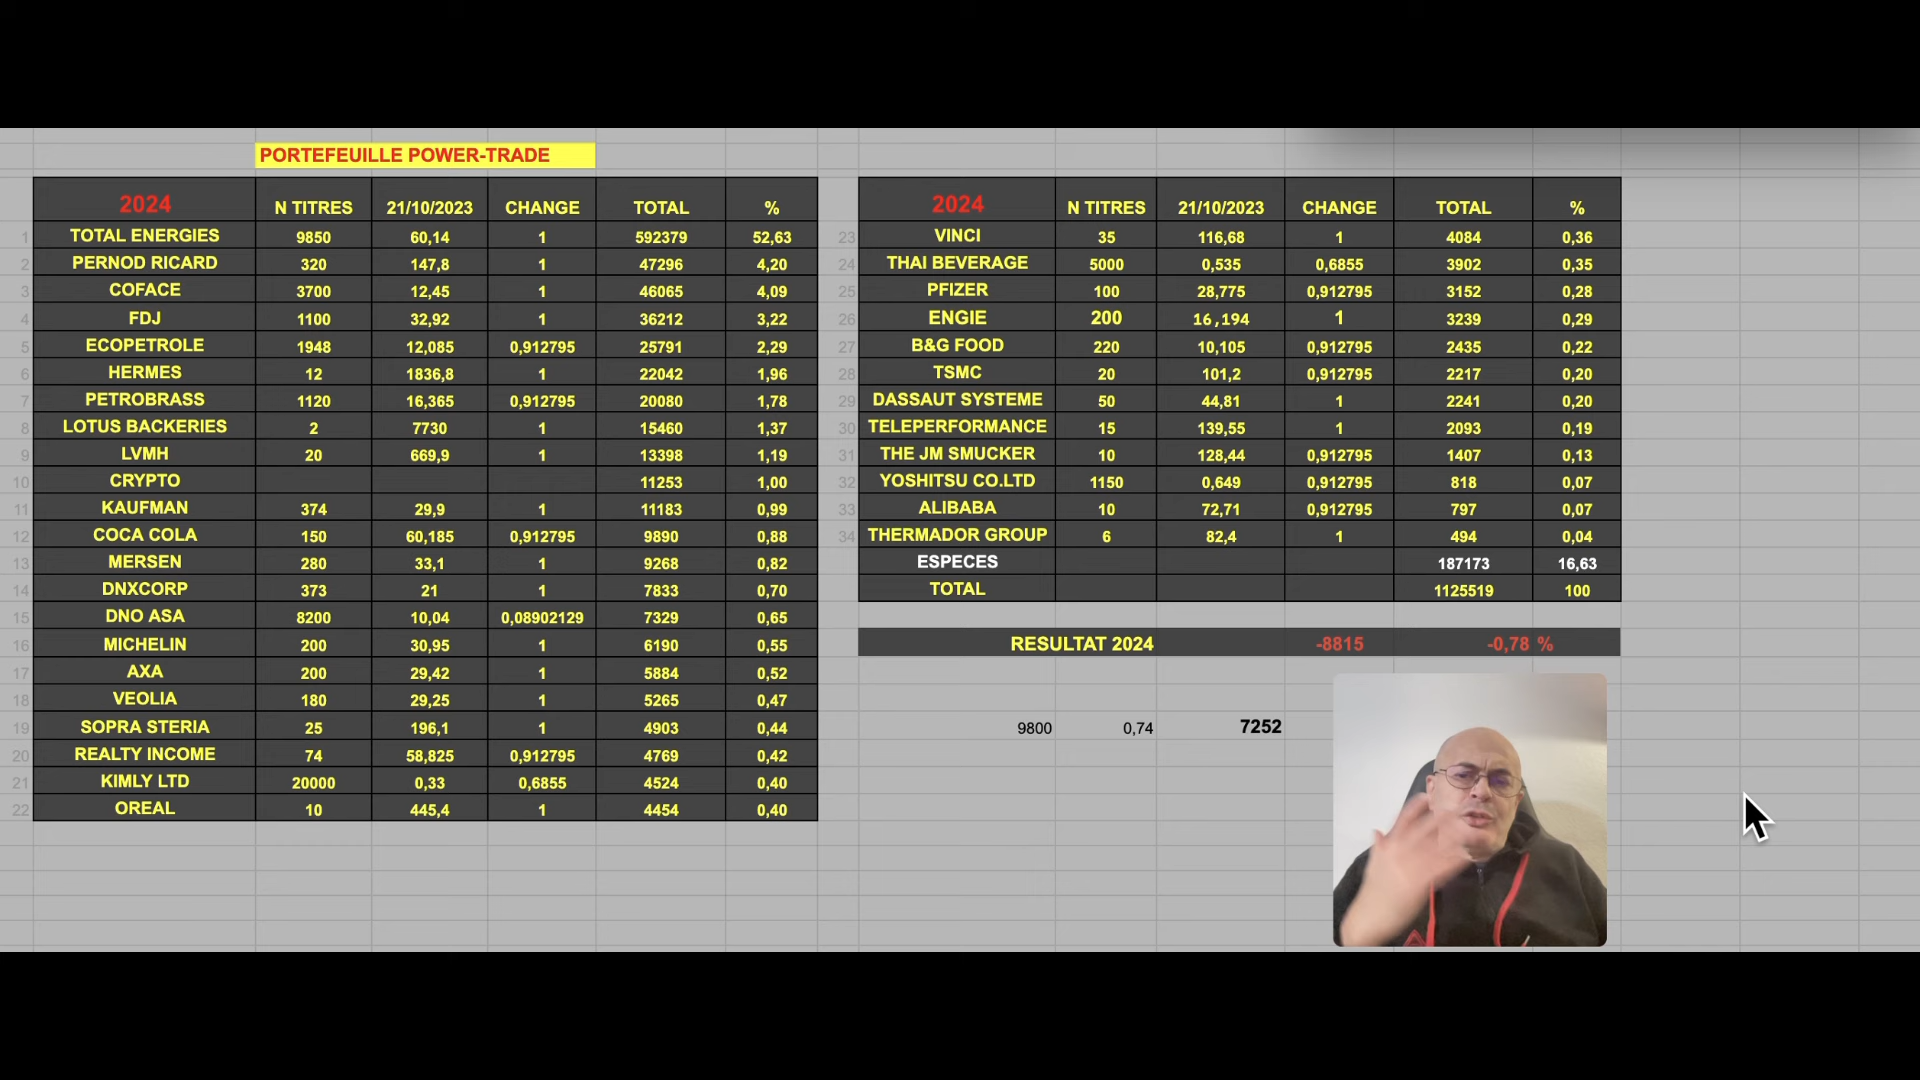 PORTEFEUILLE POWER-TRADE
2024 N TITRES 21/10/2023 CHANGE TOTAL %
1 TOTAL ENERGIES 9850 60,14 1 592379 52,63
2 PERNOD RICARD 320 147,8 1 47296 4,20
3 COFACE 3700 12,45 1 46065 4,09
4 FDJ 1100 32,92 1 36212 3,22
5 ECOPETROLE 1948 12,085 0,912795 25791 2,29
6 HERMES 12 1836,8 1 22042 1,96
7 PETROBRASS 1120 16,365 0,912795 20080 1,78
8 LOTUS BACKERIES 2 7730 1 15460 1,37
9 LVMH 20 669,9 1 13398 1,19
10 CRYPTO 11253 1,00
11 KAUFMAN 374 29,9 1 11183 0,99
12 COCA COLA 150 60,185 0,912795 9890 0,88
13 MERSEN 280 33,1 1 9268 0,82
14 DNXCORP 373 21 1 7833 0,70
15 DNO ASA 8200 10,04 0,08902129 7329 0,65
16 MICHELIN 200 30,95 1 6190 0,55
17 AXA 200 29,42 1 5884 0,52
18 VEOLIA 180 29,25 1 5265 0,47
19 SOPRA STERIA 25 196,1 1 4903 0,44
20 REALTY INCOME 74 58,825 0,912795 4769 0,42
21 KIMLY LTD 20000 0,33 0,6855 4524 0,40
22 OREAL 10 445,4 1 4454 0,40
2024 N TITRES 21/10/2023 CHANGE TOTAL %
23 VINCI 35 116,68 1 4084 0,36
24 THAI BEVERAGE 5000 0,535 0,6855 3902 0,35
25 PFIZER 100 28,775 0,912795 3152 0,28
26 ENGIE 200 16,194 1 3239 0,29
27 B&G FOOD 220 10,105 0,912795 2435 0,22
28 TSMC 20 101,2 0,912795 2217 0,20
29 DASSAUT SYSTEME 50 44,81 1 2241 0,20
30 TELEPERFORMANCE 15 139,55 1 2093 0,19
31 THE JM SMUCKER 10 128,44 0,912795 1407 0,13
32 YOSHITSU CO.LTD 1150 0,649 0,912795 818 0,07
33 ALIBABA 10 72,71 0,912795 797 0,07
34 THERMADOR GROUP 6 82,4 1 494 0,04
ESPECES 187173 16,63
TOTAL 1125519 100
RESULTAT 2024 -8815 -0,78 %
9800 0,74 7252